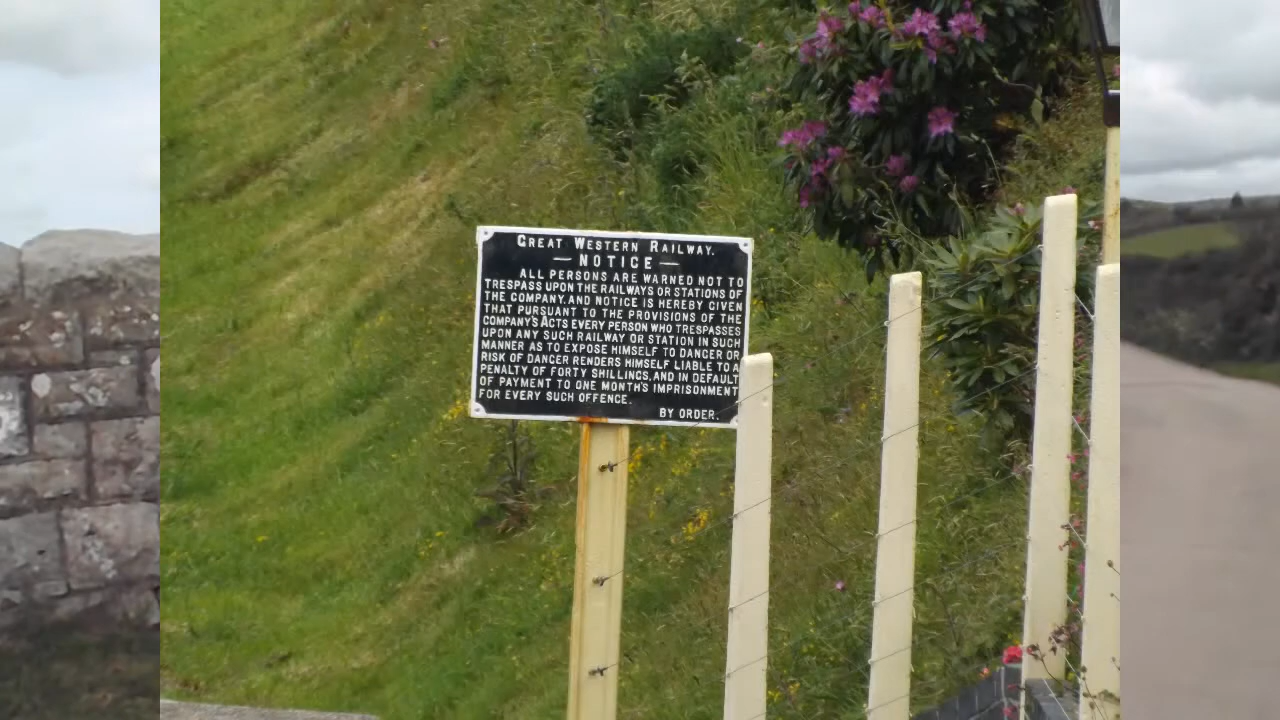 GREAT WESTERN RAILWAY.
— NOTICE —
ALL PERSONS ARE WARNED NOT TO
TRESPASS UPON THE RAILWAYS OR STATIONS OF
THE COMPANY, AND NOTICE IS HEREBY GIVEN
THAT PURSUANT TO THE PROVISIONS OF THE
COMPANY'S ACTS EVERY PERSON WHO TRESPASSES
UPON ANY SUCH RAILWAY OR STATION IN SUCH
MANNER AS TO EXPOSE HIMSELF TO DANGER OR
RISK OF DANGER RENDERS HIMSELF LIABLE TO A
PENALTY OF FORTY SHILLINGS, AND IN DEFAULT
OF PAYMENT TO ONE MONTH'S IMPRISONMENT
FOR EVERY SUCH OFFENCE.
BY ORDER.